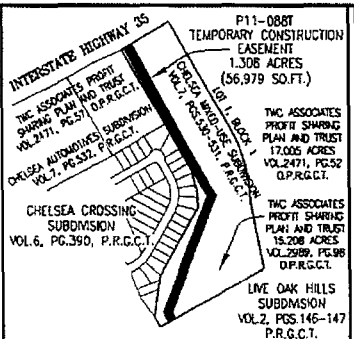 INTERSTATE HIGHWAY 35
P11-088T
TEMPORARY CONSTRUCTION
EASEMENT
1.308 ACRES
(56,979 SQ.FT.)
TWC ASSOCIATES PROFIT
SHARING PLAN AND TRUST
VOL.2471, PG.57, O.P.R.G.C.T.
CHELSEA AUTOMOTIVES SUBDIVISION
VOL.7, PG.532, P.R.G.C.T.
LOT 1, BLOCK 1
CHELSEA MIXED-USE SUBDIVISION
VOL.7, PGS.530-531, P.R.G.C.T.
TWC ASSOCIATES
PROFIT SHARING
PLAN AND TRUST
17.005 ACRES
VOL.2471, PG.52
O.P.R.G.C.T.
CHELSEA CROSSING
SUBDIVISION
VOL.6, PG.390, P.R.G.C.T.
TWC ASSOCIATES
PROFIT SHARING
PLAN AND TRUST
15.208 ACRES
VOL.2989, PG.98
O.P.R.G.C.T.
LIVE OAK HILLS
SUBDIVISION
VOL.2, PGS.146-147
P.R.G.C.T.